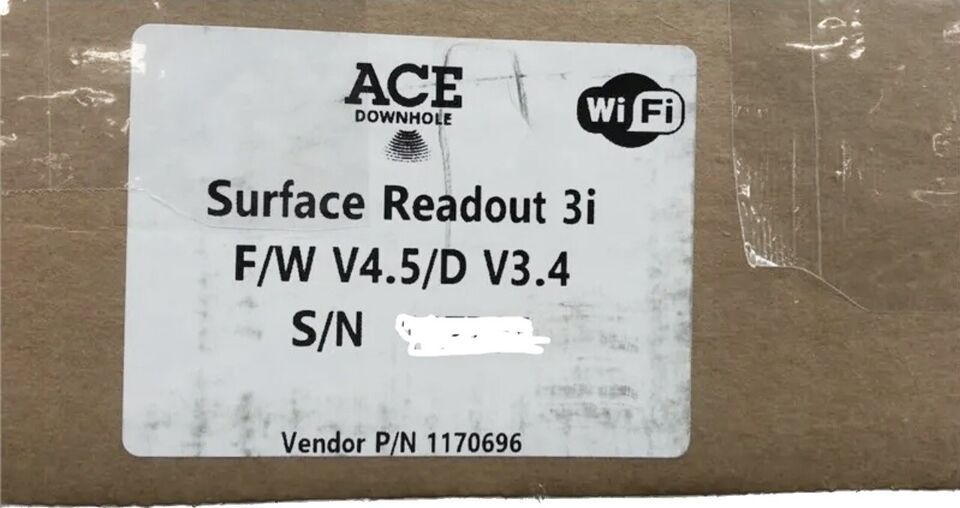 ACE
DOWNHOLE
WiFi
Surface Readout 3i
F/W V4.5/D V3.4
S/N
Vendor P/N 1170696